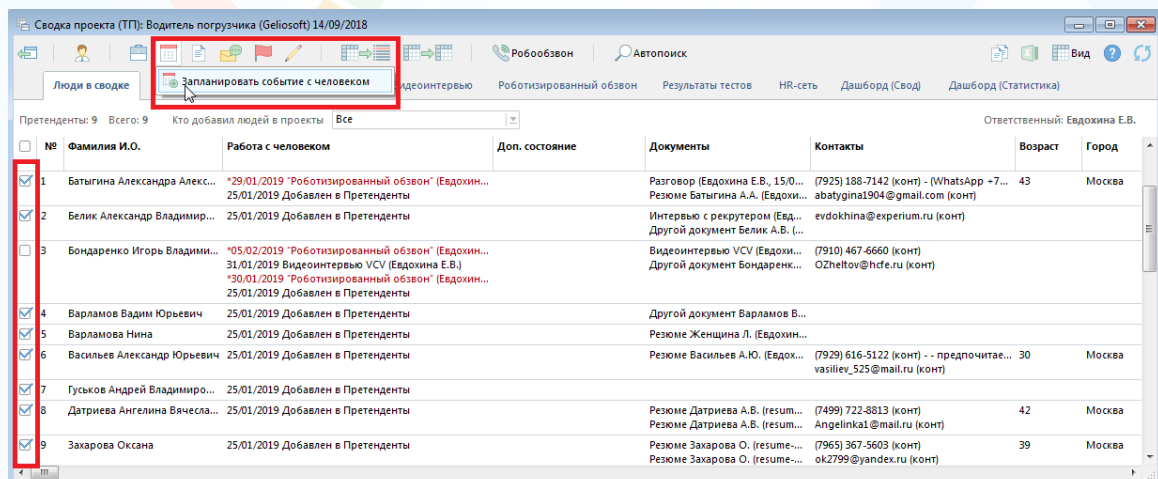 Сводка проекта (ТП): Водитель погрузчика (Geliosoft) 14/09/2018
Робообзвон Автопоиск Вид
Люди в сводке Запланировать событие с человеком идеоинтервью Роботизированный обзвон Результаты тестов HR-сеть Дашборд (Свод) Дашборд (Статистика)
Претенденты: 9 Всего: 9 Кто добавил людей в проекты Все Ответственный: Евдохина Е.В.
№ Фамилия И.О. Работа с человеком Доп. состояние Документы Контакты Возраст Город
1 Батыгина Александра Алекс... *29/01/2019 "Роботизированный обзвон" (Евдохин... Разговор (Евдохина Е.В., 15/0... (7925) 188-7142 (конт) - (WhatsApp +7... 43 Москва
25/01/2019 Добавлен в Претенденты Резюме Батыгина А.А. (Евдохи... abatygina1904@gmail.com (конт)
2 Белик Александр Владимир... 25/01/2019 Добавлен в Претенденты Интервью с рекрутером (Евд... evdokhina@experium.ru (конт)
Другой документ Белик А.В. (...
3 Бондаренко Игорь Владими... *05/02/2019 "Роботизированный обзвон" (Евдохин... Видеоинтервью VCV (Евдохи... (7910) 467-6660 (конт)
31/01/2019 Видеоинтервью VCV (Евдохина Е.В.) Другой документ Бондаренк... OZheltov@hcfe.ru (конт)
*30/01/2019 "Роботизированный обзвон" (Евдохин...
25/01/2019 Добавлен в Претенденты
4 Варламов Вадим Юрьевич 25/01/2019 Добавлен в Претенденты Другой документ Варламов В...
5 Варламова Нина 25/01/2019 Добавлен в Претенденты Резюме Женщина Л. (Евдохин...
6 Васильев Александр Юрьевич 25/01/2019 Добавлен в Претенденты Резюме Васильев А.Ю. (Евдох... (7929) 616-5122 (конт) - - предпочитае... 30 Москва
vasiliev_525@mail.ru (конт)
7 Гуськов Андрей Владимиро... 25/01/2019 Добавлен в Претенденты
8 Датриева Ангелина Вячесла... 25/01/2019 Добавлен в Претенденты Резюме Датриева А.В. (resum... (7499) 722-8813 (конт) 42 Москва
Резюме Датриева А.В. (resum... Angelinka1@mail.ru (конт)
9 Захарова Оксана 25/01/2019 Добавлен в Претенденты Резюме Захарова О. (resume-... (7965) 367-5603 (конт) 39 Москва
Резюме Захарова О. (resume-... ok2799@yandex.ru (конт)